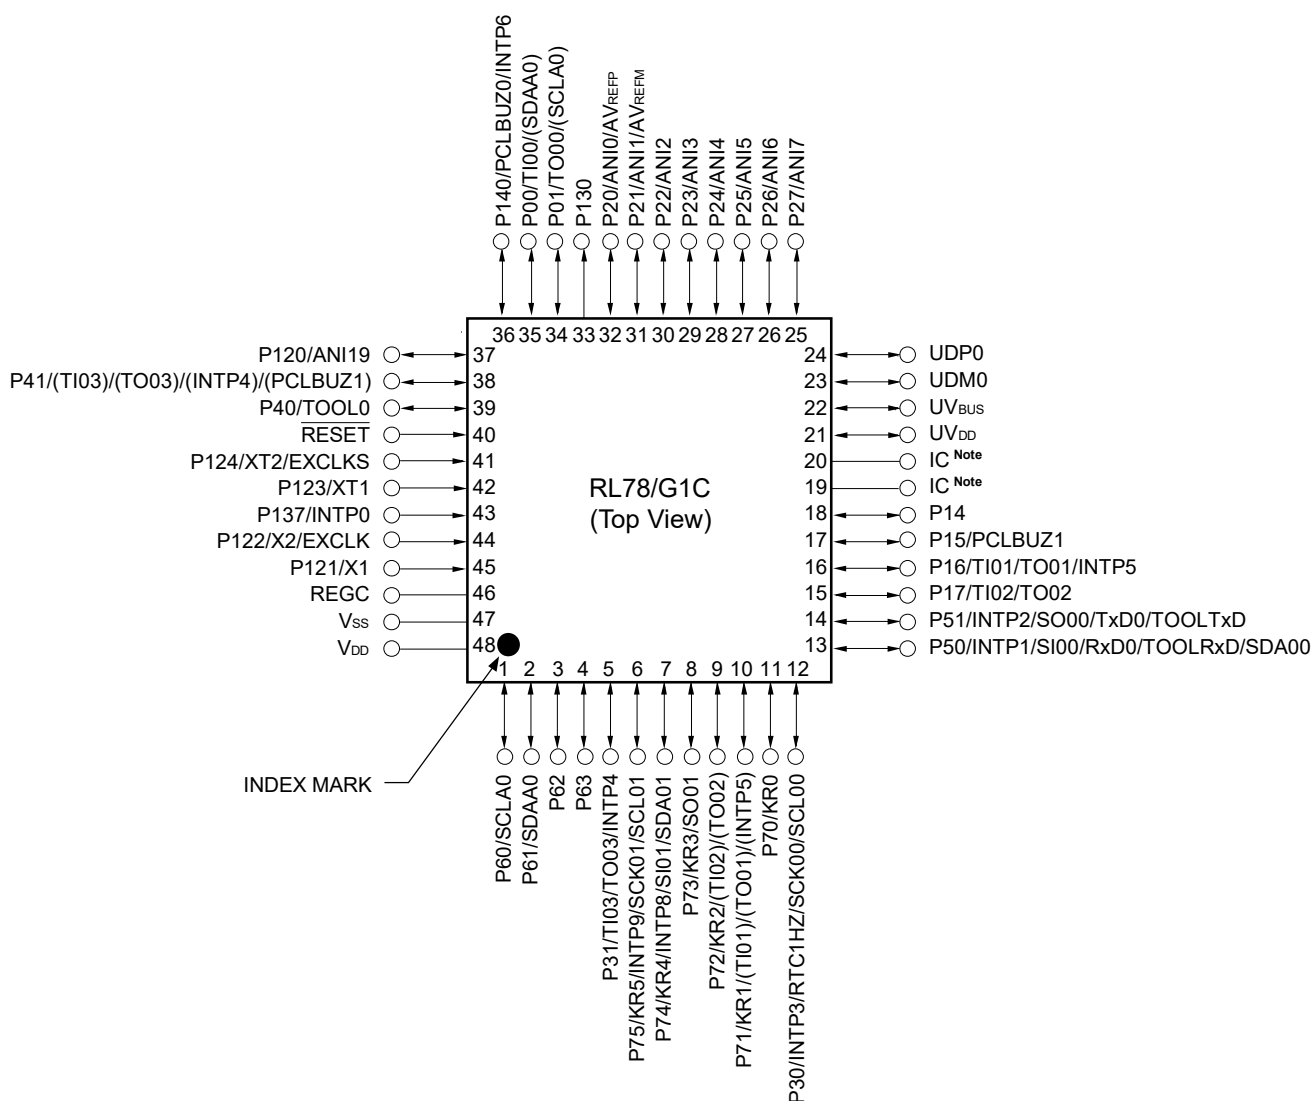 P140/PCLBUZ0/INTP6
P00/TI00/(SDAA0)
P01/TO00/(SCLA0)
P130
P20/ANI0/AVREFP
P21/ANI1/AVREFM
P22/ANI2
P23/ANI3
P24/ANI4
P25/ANI5
P26/ANI6
P27/ANI7
36 35 34 33 32 31 30 29 28 27 26 25
P120/ANI19 37
P41/(TI03)/(TO03)/(INTP4)/(PCLBUZ1) 38
P40/TOOL0 39
RESET 40
P124/XT2/EXCLKS 41
P123/XT1 42
P137/INTP0 43
P122/X2/EXCLK 44
P121/X1 45
REGC 46
VSS 47
VDD 48
RL78/G1C
(Top View)
24 UDP0
23 UDM0
22 UVBUS
21 UVDD
20 IC Note
19 IC Note
18 P14
17 P15/PCLBUZ1
16 P16/TI01/TO01/INTP5
15 P17/TI02/TO02
14 P51/INTP2/SO00/TxD0/TOOLTxD
13 P50/INTP1/SI00/RxD0/TOOLRxD/SDA00
1 2 3 4 5 6 7 8 9 10 11 12
INDEX MARK
P60/SCLA0
P61/SDAA0
P62
P63
P31/TI03/TO03/INTP4
P75/KR5/INTP9/SCK01/SCL01
P74/KR4/INTP8/SI01/SDA01
P73/KR3/SO01
P72/KR2/(TI02)/(TO02)
P71/KR1/(TI01)/(TO01)/(INTP5)
P70/KR0
P30/INTP3/RTC1HZ/SCK00/SCL00